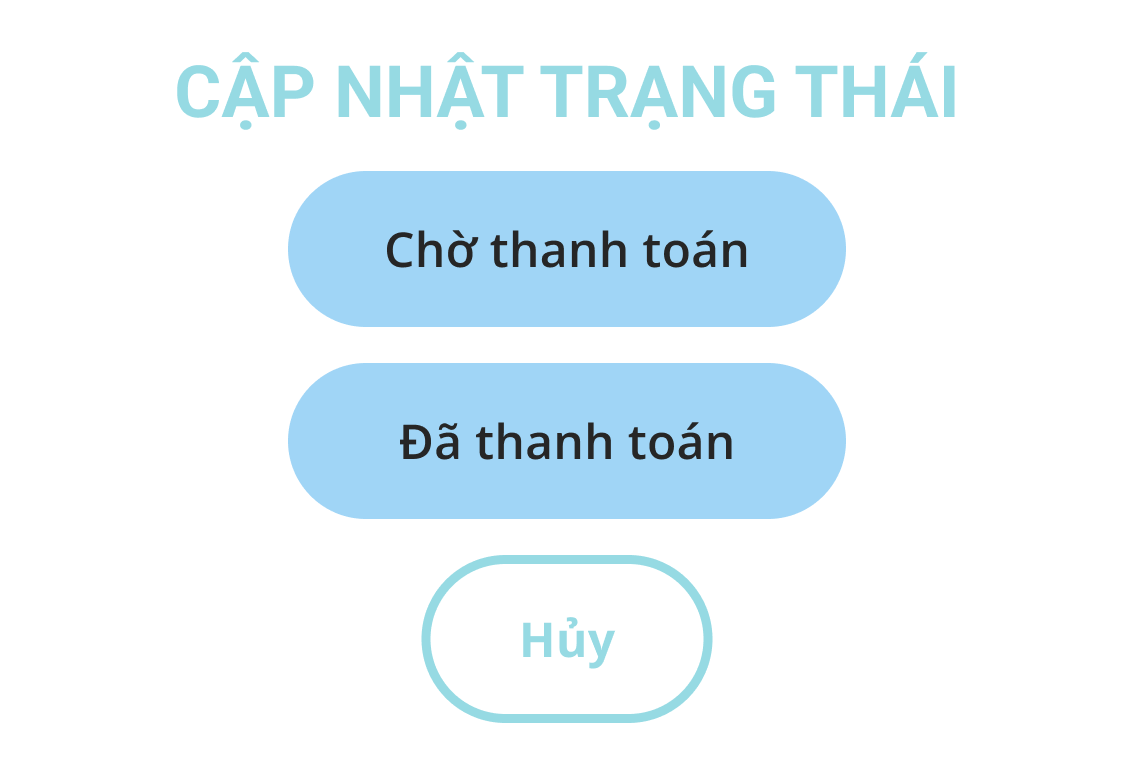 CẬP NHẬT TRẠNG THÁI
Chờ thanh toán
Đã thanh toán
Hủy